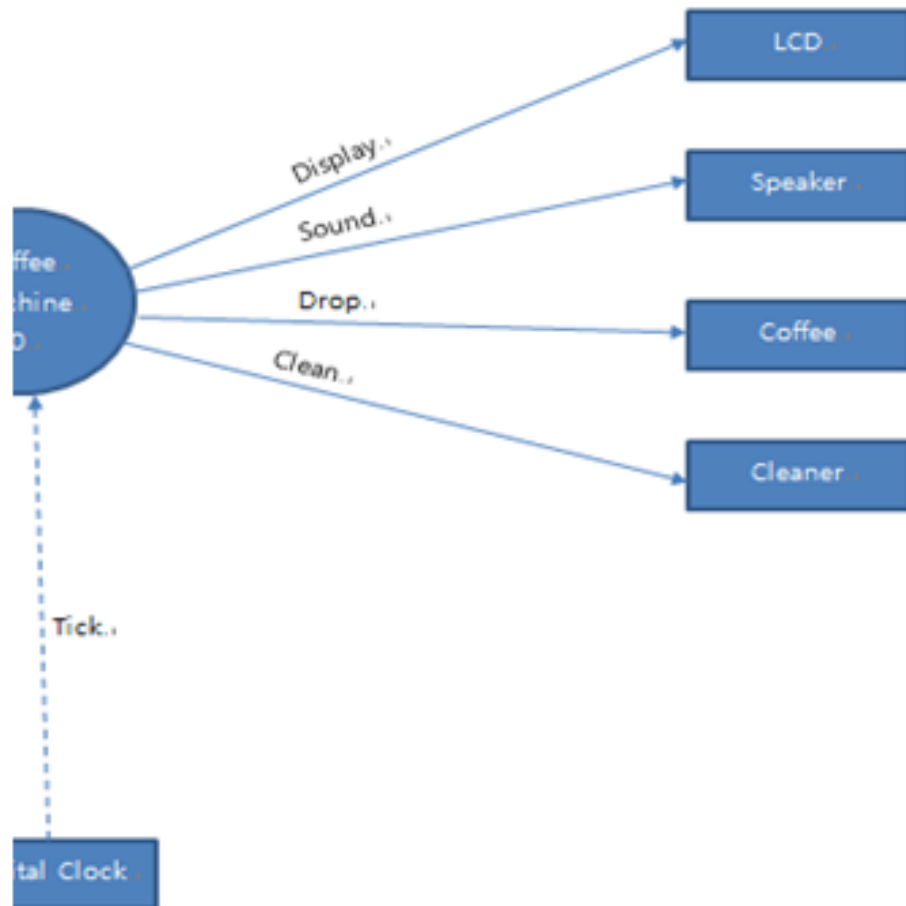 LCD
Display.
Speaker
Sound.
ffee
chine
0.
Drop.
Coffee
Clean.
Cleaner
Tick.
ital Clock